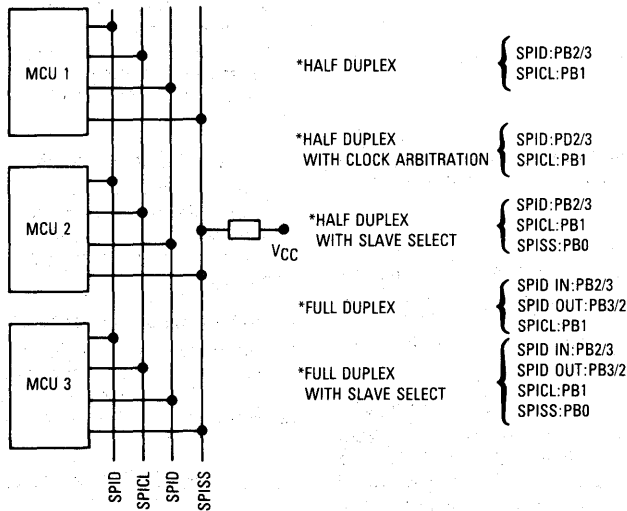 MCU 1
MCU 2
MCU 3
SPID
SPICL
SPID
SPISS
VCC
*HALF DUPLEX
SPID:PB2/3
SPICL:PB1
*HALF DUPLEX
WITH CLOCK ARBITRATION
SPID:PD2/3
SPICL:PB1
*HALF DUPLEX
WITH SLAVE SELECT
SPID:PB2/3
SPICL:PB1
SPISS:PB0
*FULL DUPLEX
SPID IN:PB2/3
SPID OUT:PB3/2
SPICL:PB1
*FULL DUPLEX
WITH SLAVE SELECT
SPID IN:PB2/3
SPID OUT:PB3/2
SPICL:PB1
SPISS:PB0